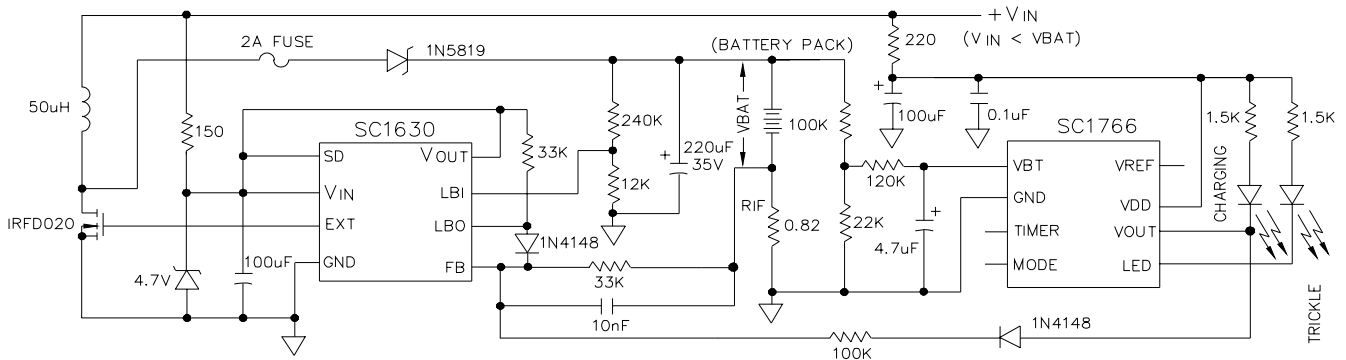 + VIN
2A FUSE
(BATTERY PACK)
220
(VIN < VBAT)
1N5819
50uH
150
SC1630
240K
VBAT
100K
+
100uF
0.1uF
SC1766
1.5K
1.5K
SD
VOUT
33K
220uF
+
35V
VBT
VREF
VIN
LBI
12K
120K
GND
VDD
CHARGING
IRFD020
EXT
LBO
RIF
0.82
22K
+
4.7uF
TIMER
VOUT
1N4148
4.7V
100uF
GND
FB
33K
MODE
LED
10nF
TRICKLE
1N4148
100K